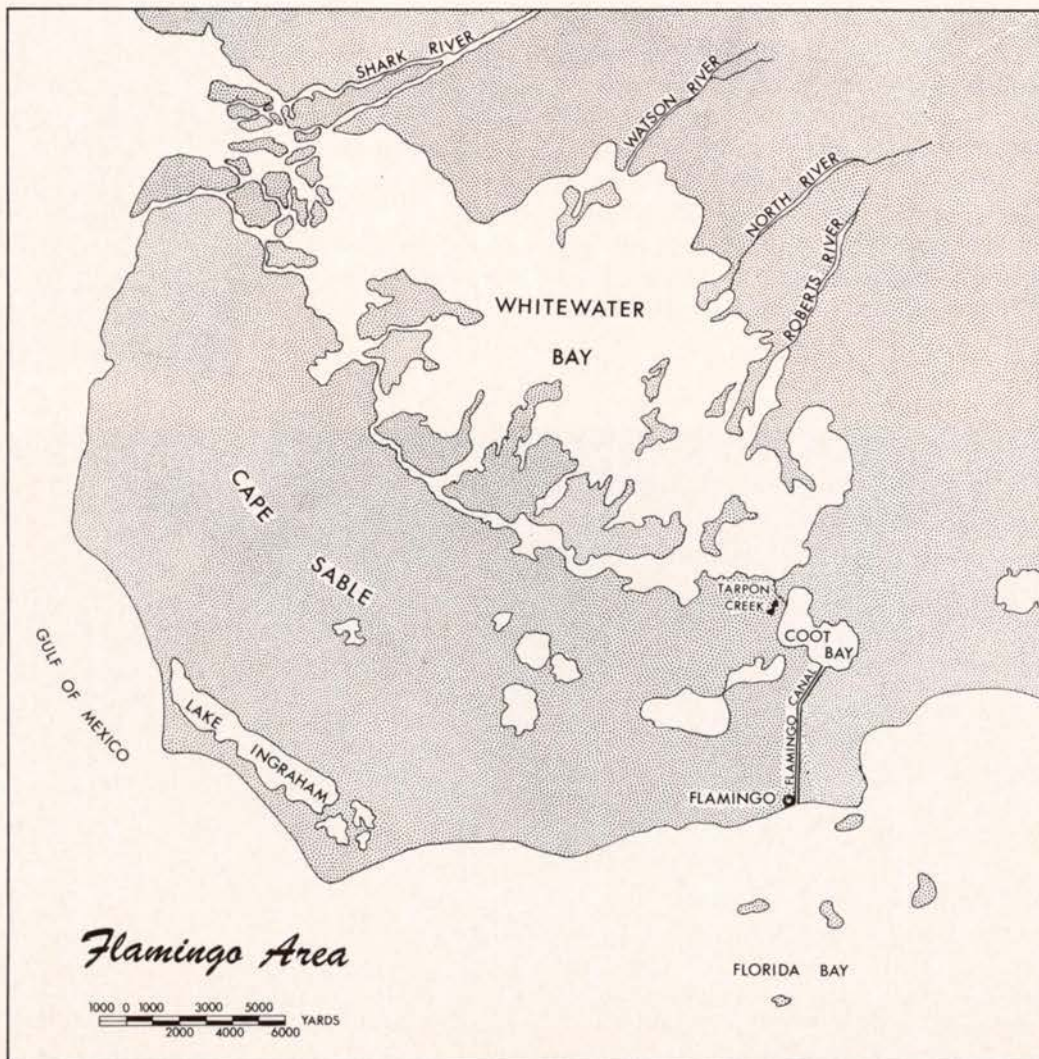 SHARK RIVER
WATSON RIVER
NORTH RIVER
ROBERTS RIVER
WHITEWATER
BAY
CAPE
SABLE
TARPON
CREEK
COOT
BAY
GULF OF MEXICO
LAKE
INGRAHAM
FLAMINGO CANAL
FLAMINGO
Flamingo Area
FLORIDA BAY
1000 0 1000 3000 5000
YARDS
2000 4000 6000